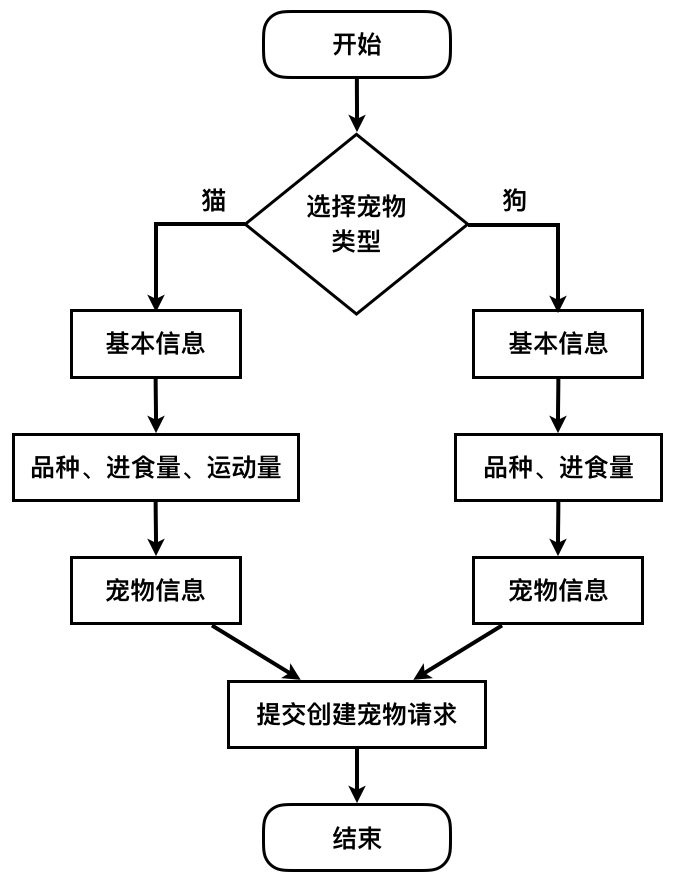 开始
选择宠物
类型
猫
狗
基本信息
基本信息
品种、进食量、运动量
品种、进食量
宠物信息
宠物信息
提交创建宠物请求
结束